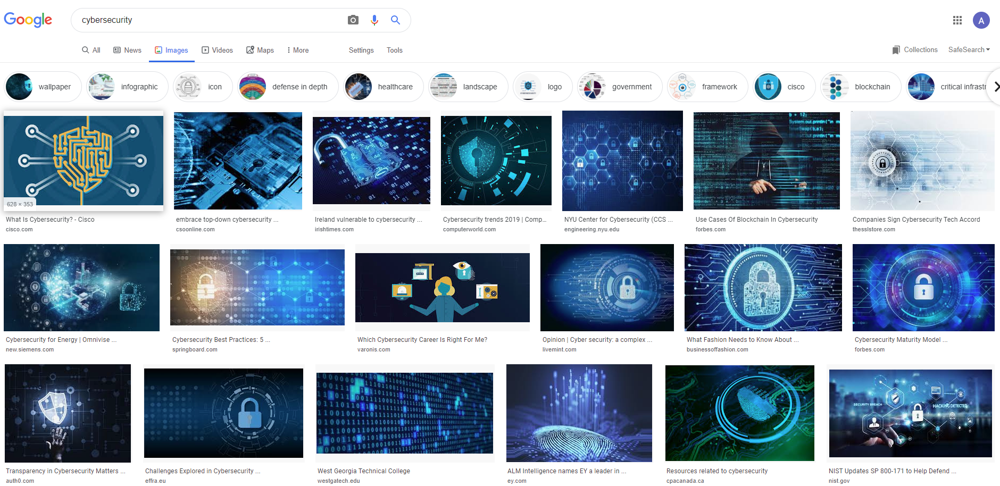 Google
cybersecurity
A
All
News
Images
Videos
Maps
More
Settings
Tools
Collections
SafeSearch
wallpaper
infographic
icon
defense in depth
healthcare
landscape
logo
government
framework
cisco
blockchain
critical infrastr
628 × 353
What Is Cybersecurity? - Cisco
cisco.com
embrace top-down cybersecurity ...
csoonline.com
Ireland vulnerable to cybersecurity ...
irishtimes.com
Cybersecurity trends 2019 | Comp...
computerworld.com
NYU Center for Cybersecurity (CCS ...
engineering.nyu.edu
Use Cases Of Blockchain In Cybersecurity
forbes.com
Companies Sign Cybersecurity Tech Accord
thesslstore.com
Cybersecurity for Energy | Omnivise ...
new.siemens.com
Cybersecurity Best Practices: 5 ...
springboard.com
Which Cybersecurity Career Is Right For Me?
varonis.com
Opinion | Cyber security: a complex ...
livemint.com
What Fashion Needs to Know About ...
businessoffashion.com
Cybersecurity Maturity Model ...
forbes.com
SECURITY BREACH
HACKING DETECTED
Transparency in Cybersecurity Matters ...
auth0.com
Challenges Explored in Cybersecurity ...
effra.eu
West Georgia Technical College
westgatech.edu
ALM Intelligence names EY a leader in ...
ey.com
Resources related to cybersecurity
cpacanada.ca
NIST Updates SP 800-171 to Help Defend ...
nist.gov